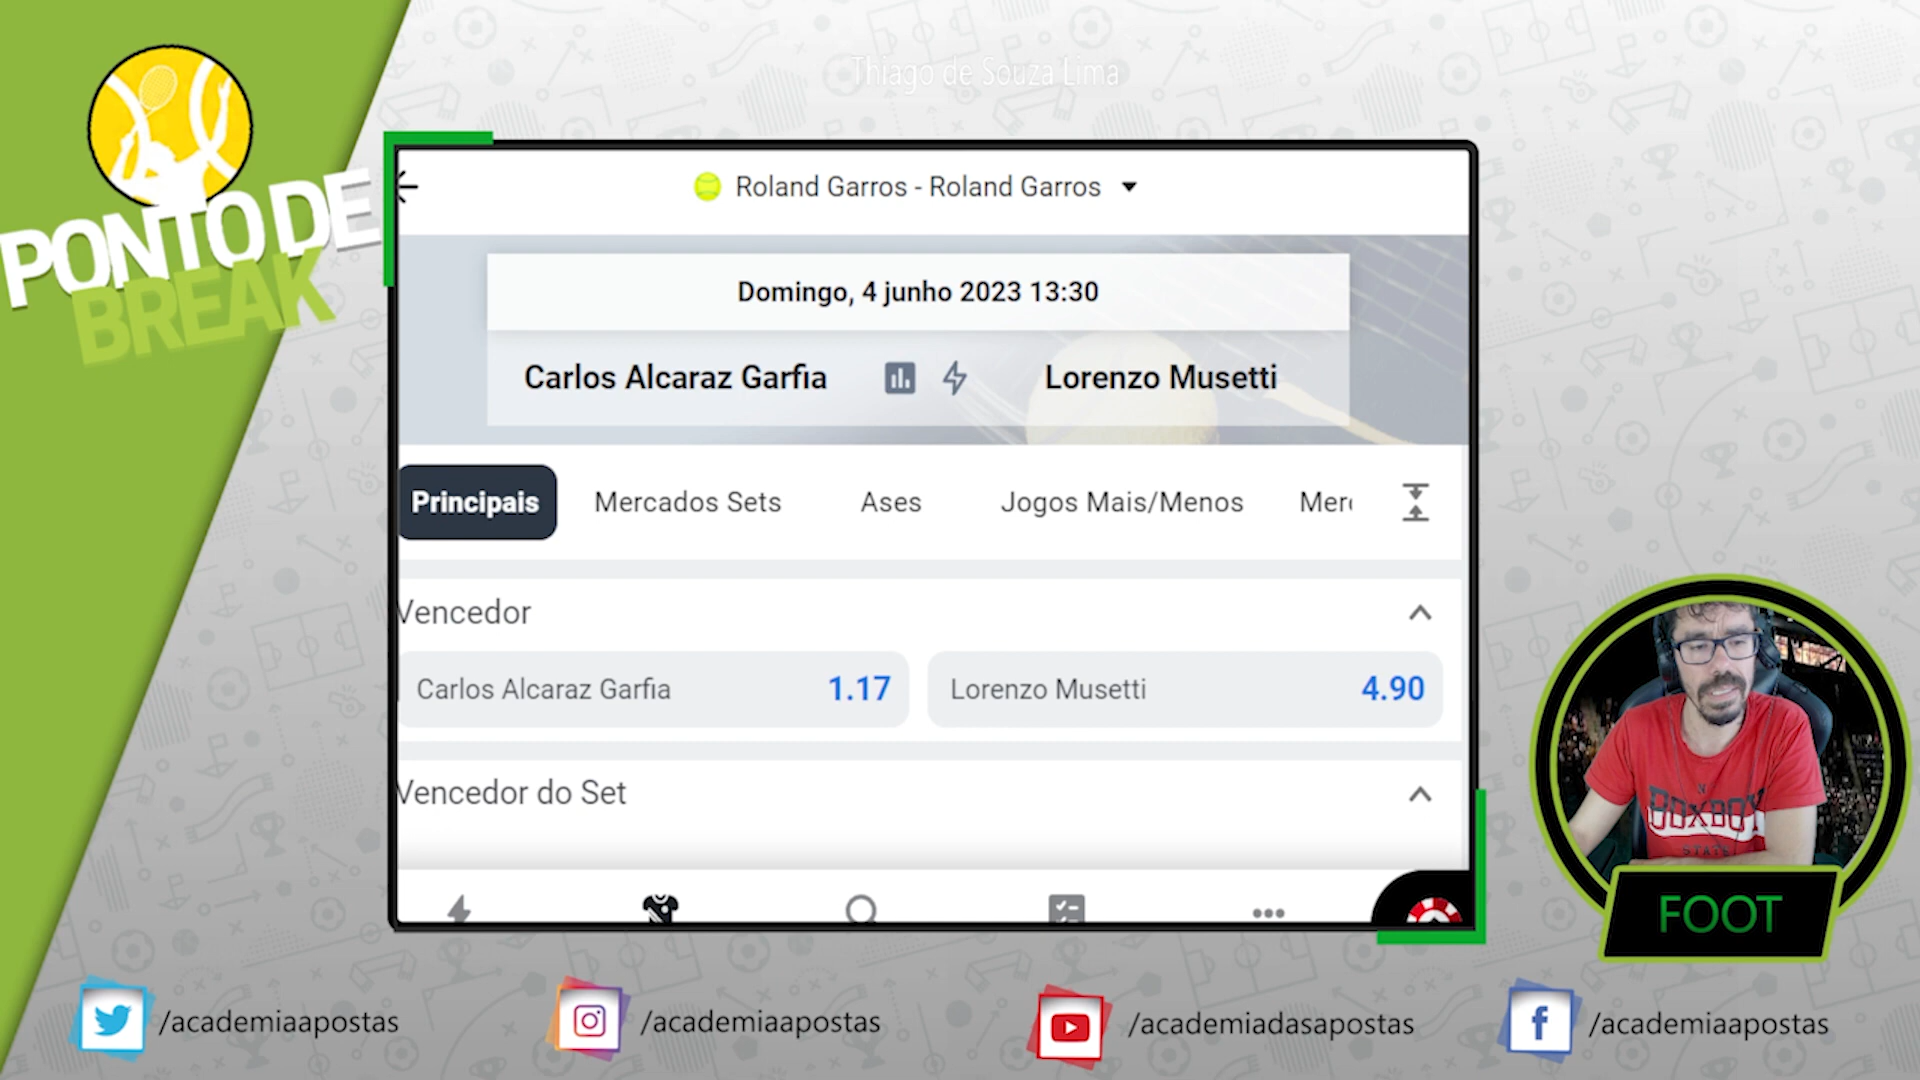 Thiago de Souza Lima
PONTO DE
BREAK
Roland Garros - Roland Garros
Domingo, 4 junho 2023 13:30
Carlos Alcaraz Garfia
Lorenzo Musetti
Principais
Mercados Sets
Ases
Jogos Mais/Menos
Vencedor
Carlos Alcaraz Garfia 1.17
Lorenzo Musetti 4.90
Vencedor do Set
BOXBOY
STATS
FOOT
/academiaapostas
/academiaapostas
/academiadasapostas
/academiaapostas